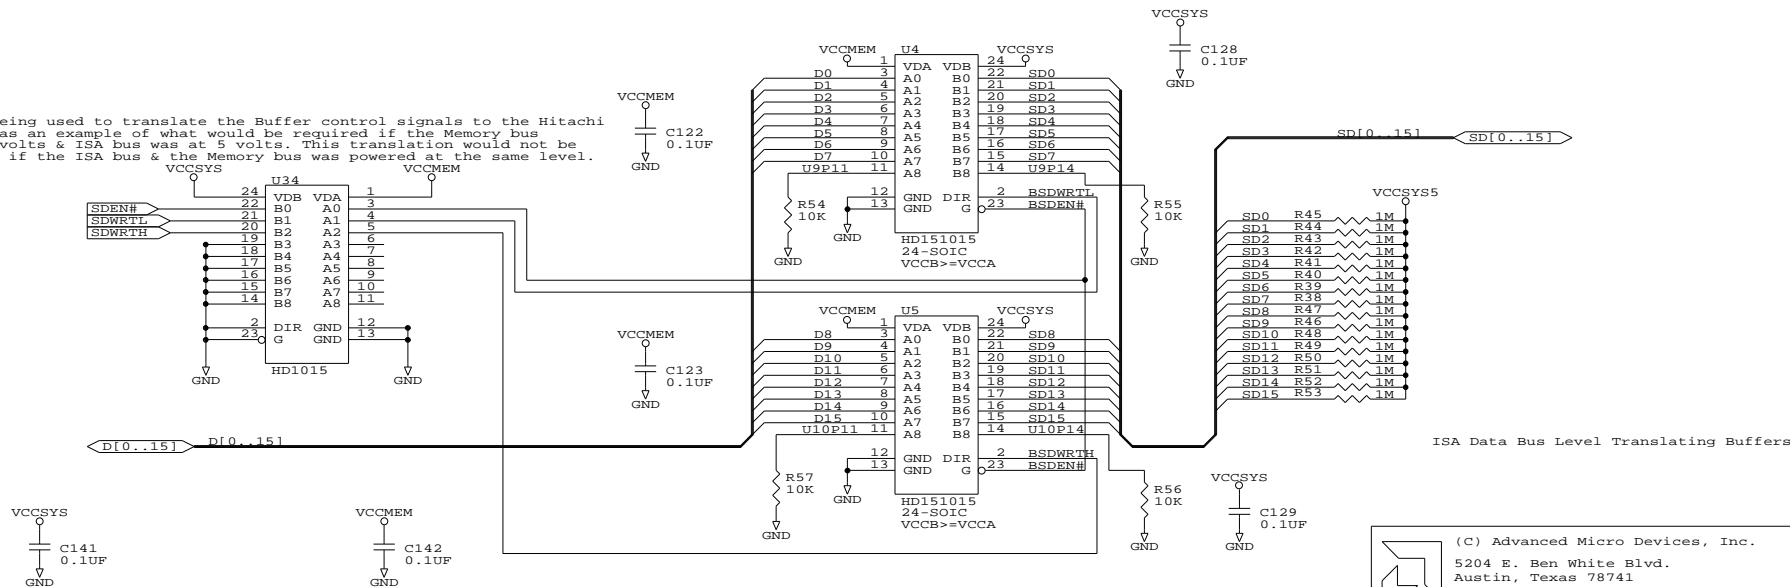 eing used to translate the Buffer control signals to the Hitachi
as an example of what would be required if the Memory bus
volts & ISA bus was at 5 volts. This translation would not be
if the ISA bus & the Memory bus was powered at the same level.
VCCSYS
VCCMEM
U34
24 VDB VDA 1
SDEN# 22 B0 A0 3
SDWRTL 21 B1 A1 4
SDWRTH 20 B2 A2 5
19 B3 A3 6
18 B4 A4 7
17 B5 A5 8
16 B6 A6 9
15 B7 A7 10
14 B8 A8 11
2 DIR GND 12
23 G GND 13
HD1015
GND
GND
VCCMEM
C122
0.1UF
GND
VCCMEM
C123
0.1UF
GND
VCCMEM
U4
VCCSYS
1 VDA VDB 24
D0 3 A0 B0 22 SD0
D1 4 A1 B1 21 SD1
D2 5 A2 B2 20 SD2
D3 6 A3 B3 19 SD3
D4 7 A4 B4 18 SD4
D5 8 A5 B5 17 SD5
D6 9 A6 B6 16 SD6
D7 10 A7 B7 15 SD7
U9P11 11 A8 B8 14 U9P14
12 GND DIR 2 BSDWRTL
13 GND G 23 BSDEN#
HD151015
24-SOIC
VCCB>=VCCA
R54
10K
GND
GND
R55
10K
GND
VCCMEM
U5
VCCSYS
1 VDA VDB 24
D8 3 A0 B0 22 SD8
D9 4 A1 B1 21 SD9
D10 5 A2 B2 20 SD10
D11 6 A3 B3 19 SD11
D12 7 A4 B4 18 SD12
D13 8 A5 B5 17 SD13
D14 9 A6 B6 16 SD14
D15 10 A7 B7 15 SD15
U10P11 11 A8 B8 14 U10P14
12 GND DIR 2 BSDWRTH
13 GND G 23 BSDEN#
HD151015
24-SOIC
VCCB>=VCCA
R57
10K
GND
GND
R56
10K
GND
VCCSYS
C128
0.1UF
GND
SD[0..15] SD[0..15]
VCCSYS5
SD0 R45 1M
SD1 R44 1M
SD2 R43 1M
SD3 R42 1M
SD4 R41 1M
SD5 R40 1M
SD6 R39 1M
SD7 R38 1M
SD8 R47 1M
SD9 R46 1M
SD10 R48 1M
SD11 R49 1M
SD12 R50 1M
SD13 R51 1M
SD14 R52 1M
SD15 R53 1M
D[0..15] D[0..15]
ISA Data Bus Level Translating Buffers
VCCSYS
C129
0.1UF
GND
VCCSYS
C141
0.1UF
GND
VCCMEM
C142
0.1UF
GND
(C) Advanced Micro Devices, Inc.
5204 E. Ben White Blvd.
Austin, Texas 78741